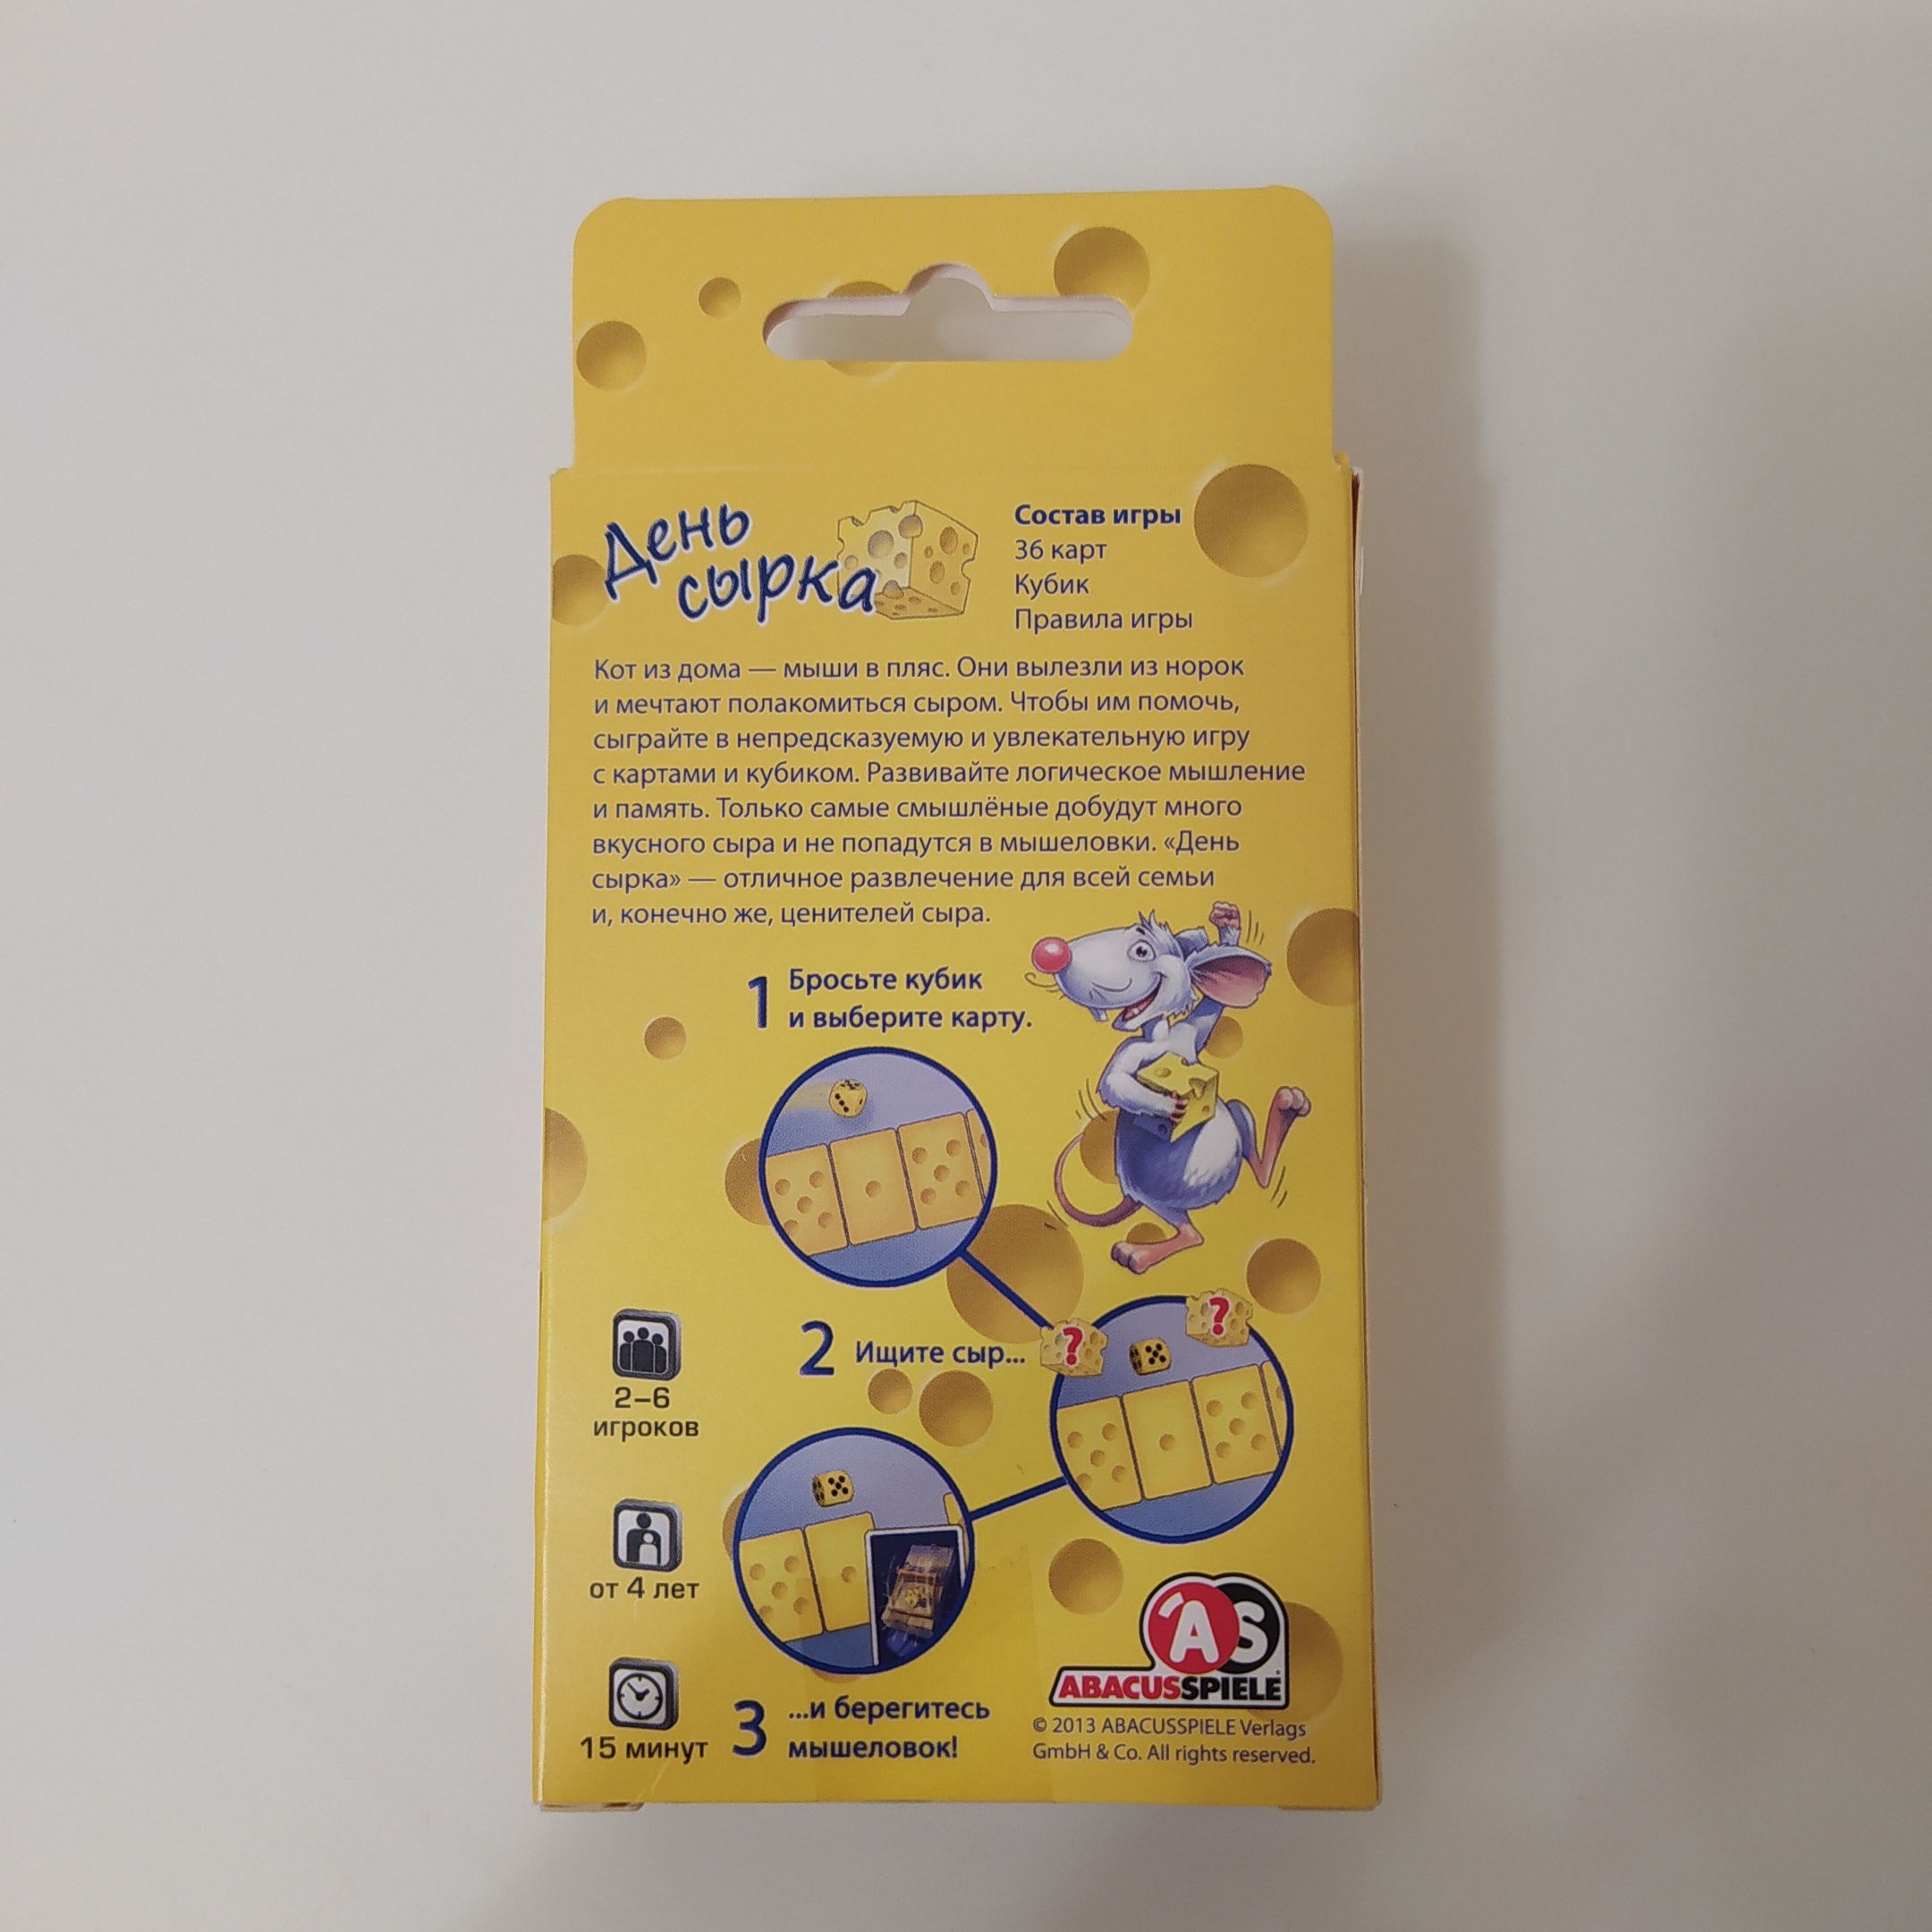 День
сырка
Состав игры
36 карт
Кубик
Правила игры
Кот из дома — мыши в пляс. Они вылезли из норок
и мечтают полакомиться сыром. Чтобы им помочь,
сыграйте в непредсказуемую и увлекательную игру
с картами и кубиком. Развивайте логическое мышление
и память. Только самые смышлёные добудут много
вкусного сыра и не попадутся в мышеловки. «День
сырка» — отличное развлечение для всей семьи
и, конечно же, ценителей сыра.
1 Бросьте кубик
и выберите карту.
2 Ищите сыр...
?
?
2–6
игроков
от 4 лет
15 минут
3 ...и берегитесь
мышеловок!
AS
ABACUSSPIELE
© 2013 ABACUSSPIELE Verlags
GmbH & Co. All rights reserved.